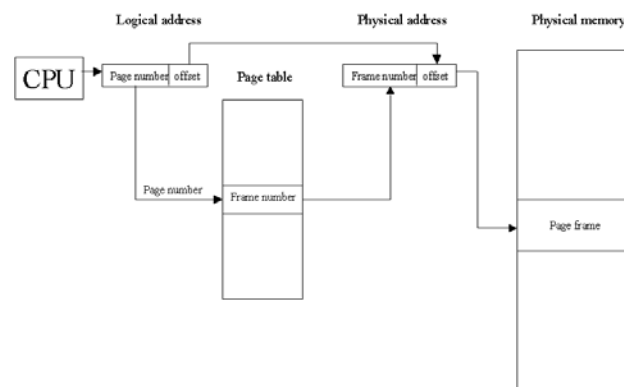 Logical address
Physical address
Physical memory
CPU
Page number
offset
Page table
Frame number
offset
Page number
Frame number
Page frame